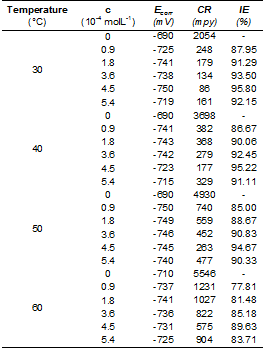 Temperature c Ecorr CR IE
(°C) (10⁻⁴ molL⁻¹) (mV) (mpy) (%)
0 -690 2054 -
0.9 -725 248 87.95
1.8 -741 179 91.29
30 3.6 -738 134 93.50
4.5 -750 86 95.80
5.4 -719 161 92.15
0 -690 3698 -
0.9 -741 382 86.67
1.8 -743 368 90.06
40 3.6 -742 279 92.45
4.5 -723 177 95.22
5.4 -715 329 91.11
0 -690 4930 -
0.9 -750 740 85.00
1.8 -749 559 88.67
50 3.6 -746 452 90.83
4.5 -745 263 94.67
5.4 -740 477 90.33
0 -710 5546 -
0.9 -737 1231 77.81
1.8 -741 1027 81.48
60 3.6 -736 822 85.18
4.5 -731 575 89.63
5.4 -725 904 83.71